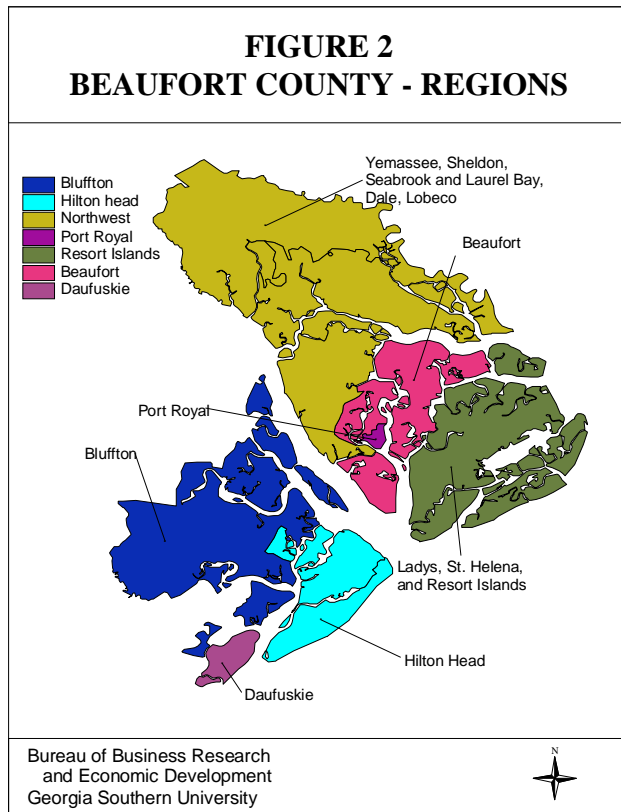 FIGURE 2
BEAUFORT COUNTY - REGIONS
Bluffton
Hilton head
Northwest
Port Royal
Resort Islands
Beaufort
Daufuskie
Yemassee, Sheldon,
Seabrook and Laurel Bay,
Dale, Lobeco
Beaufort
Port Royal
Bluffton
Ladys, St. Helena,
and Resort Islands
Hilton Head
Daufuskie
Bureau of Business Research
and Economic Development
Georgia Southern University
N